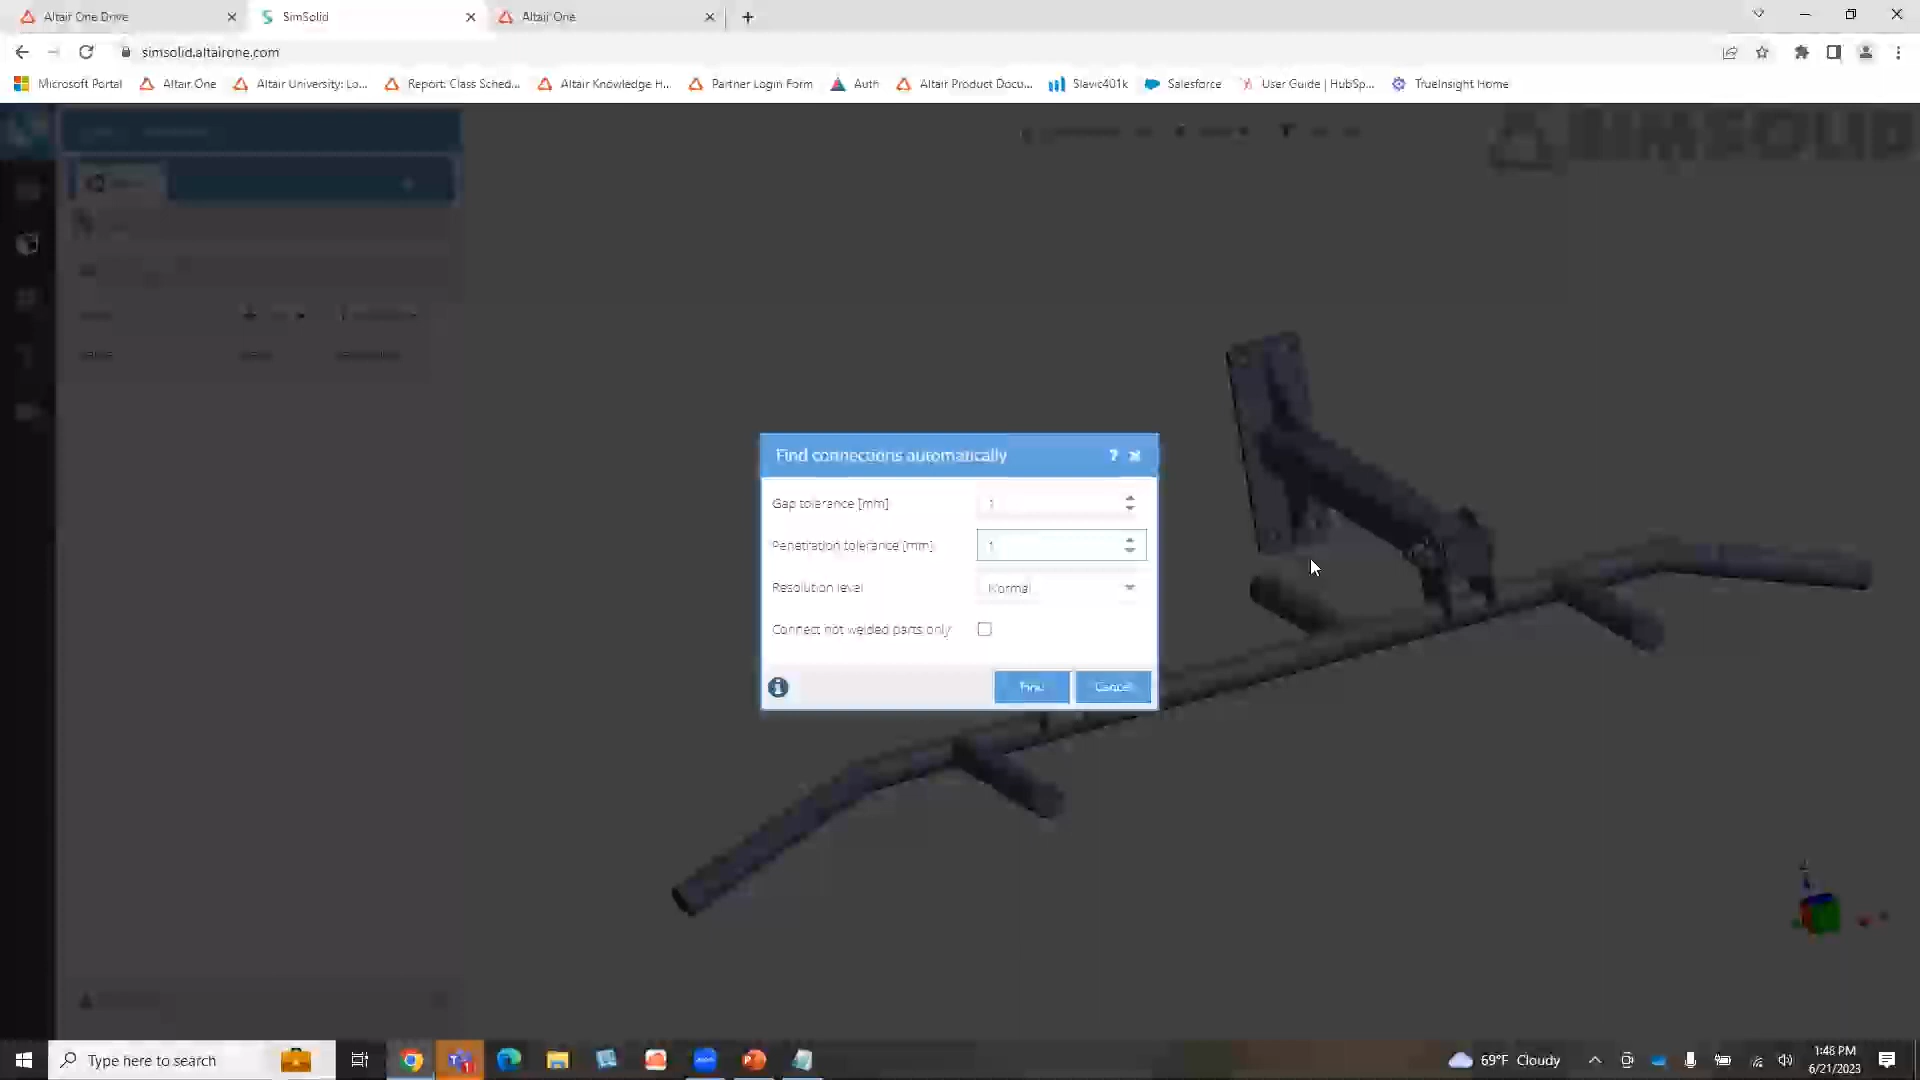 Altair One Drive
SimSolid
Altair One
simsolid.altairone.com
Microsoft Portal
Altair One
Altair University: Lo...
Report: Class Sched...
Altair Knowledge H...
Partner Login Form
Auth
Altair Product Docu...
Slavic401k
Salesforce
User Guide | HubSp...
TrueInsight Home
SIMSOLID
Find connections automatically
?
Gap tolerance [mm]
1
Penetration tolerance [mm]
1
Resolution level
Normal
Connect not welded parts only
Find
Cancel
Type here to search
69°F Cloudy
1:48 PM
6/21/2023